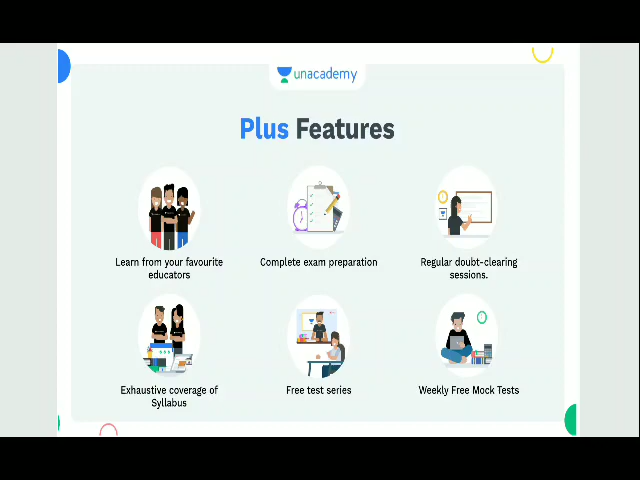 unacademy
Plus Features
Learn from your favourite
educators
Complete exam preparation
Regular doubt-clearing
sessions.
Exhaustive coverage of
Syllabus
Free test series
Weekly Free Mock Tests